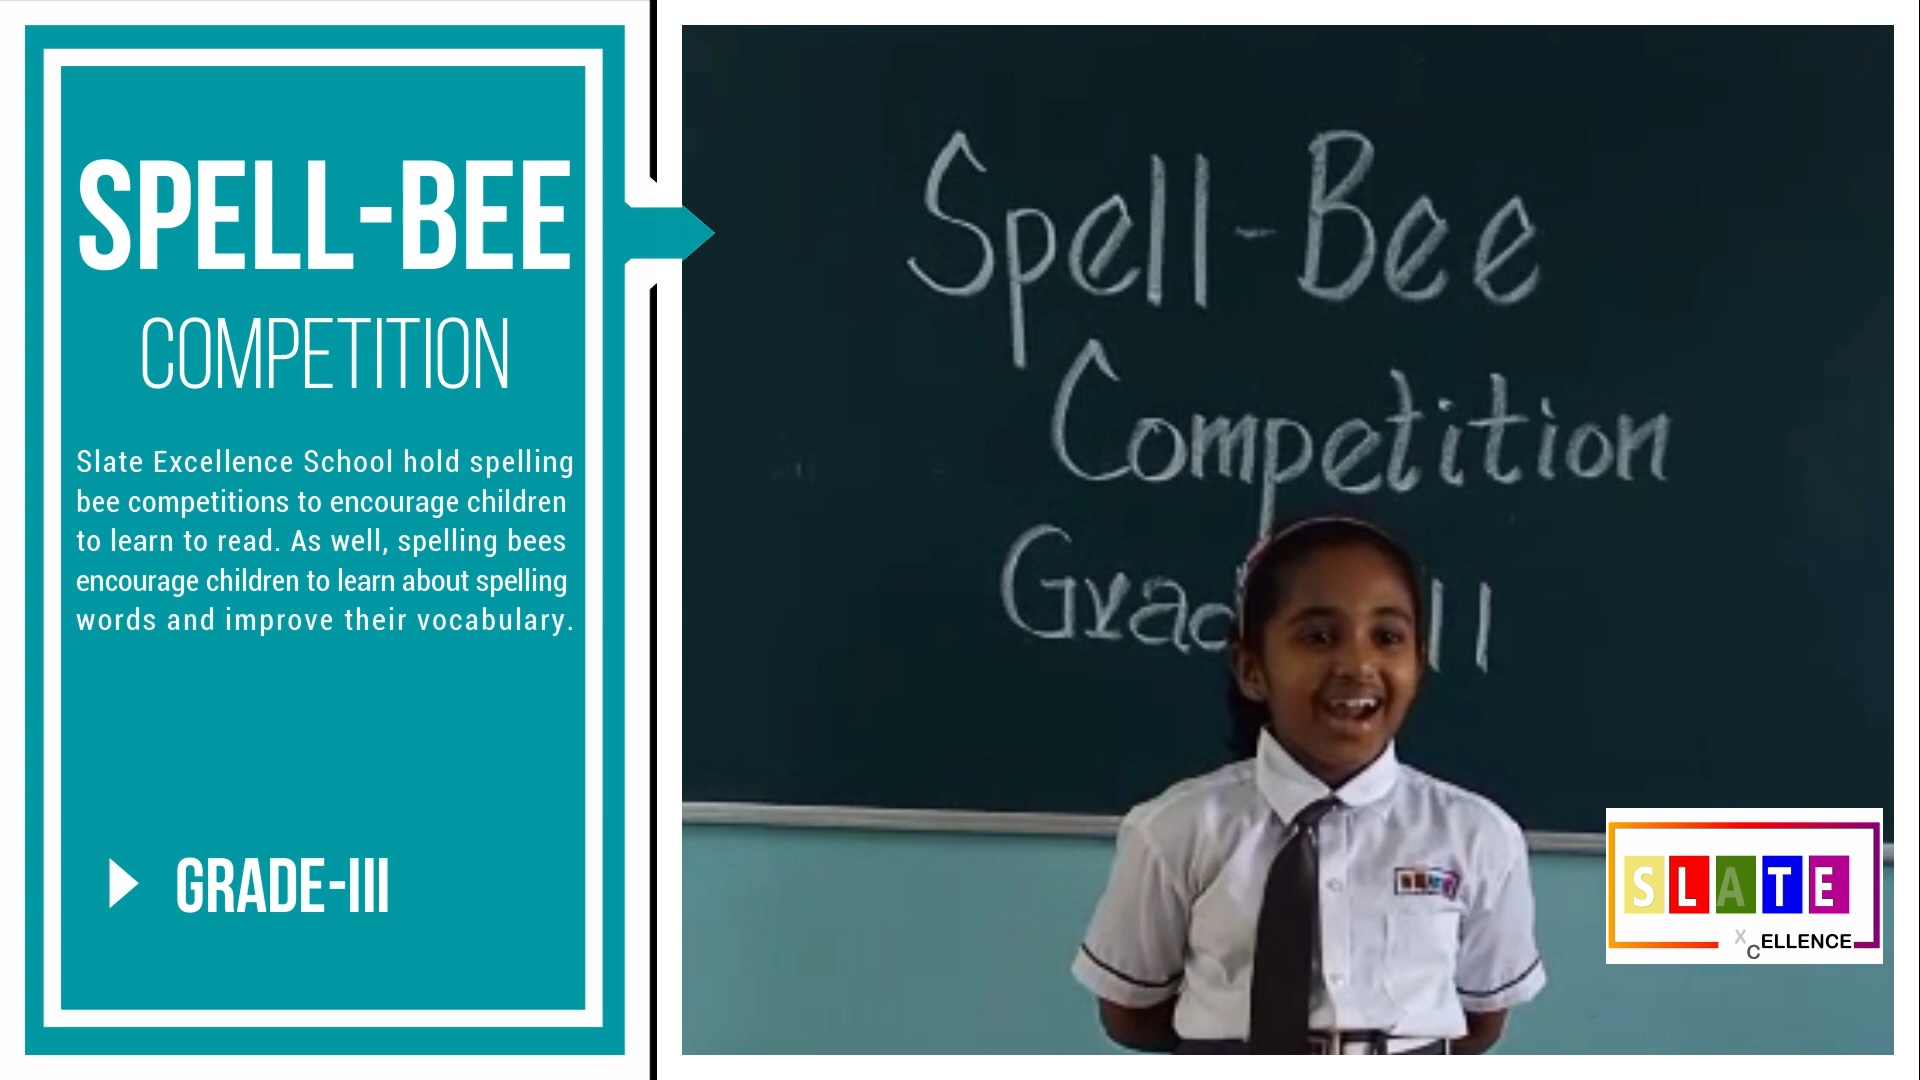 SPELL-BEE
COMPETITION
Slate Excellence School hold spelling
bee competitions to encourage children
to learn to read. As well, spelling bees
encourage children to learn about spelling
words and improve their vocabulary.
GRADE-III
Spell-Bee
Competition
SLATE
XCELLENCE
SLATE